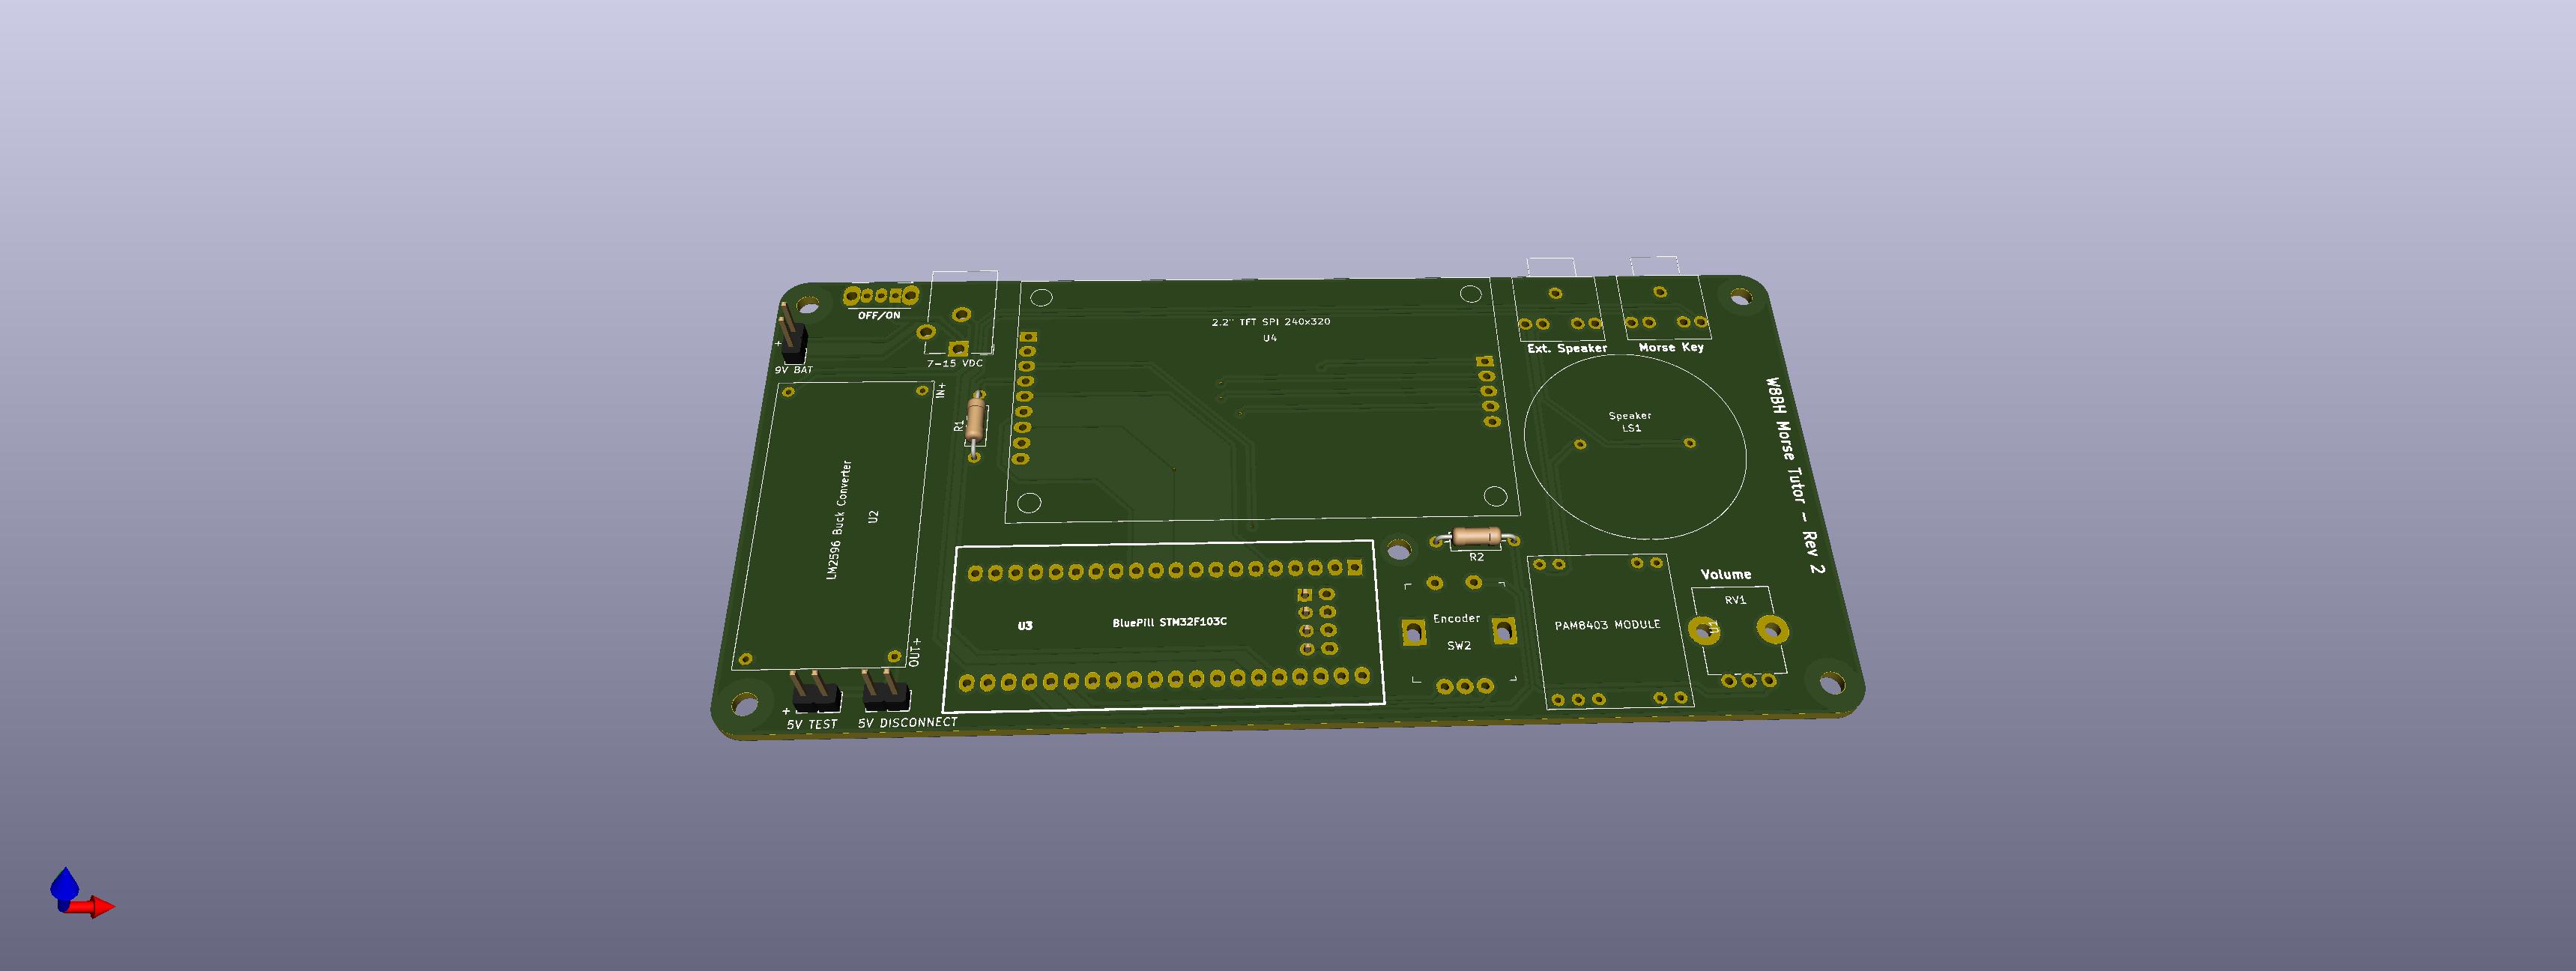 OFF/ON
+
9V BAT
7-15 VDC
2.2" TFT SPI 240x320
U4
Ext. Speaker
Morse Key
IN+
R1
Speaker
LS1
W8BH Morse Tutor - Rev 2
LM2596 Buck Converter
U2
OUT+
R2
Volume
RV1
U3
BluePill STM32F103C
Encoder
SW2
PAM8403 MODULE
U1
+
5V TEST
5V DISCONNECT